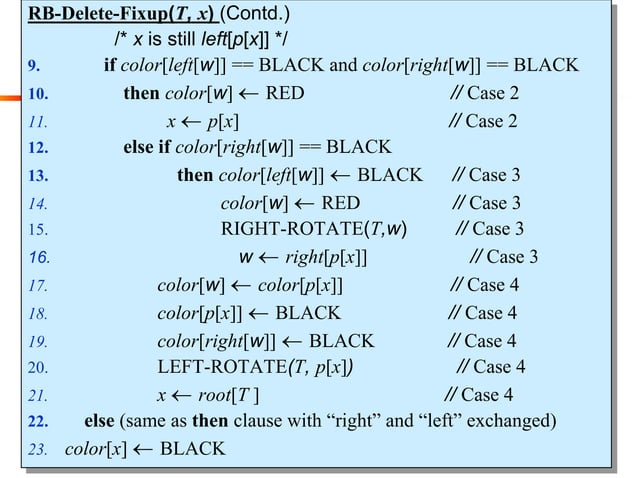 RB-Delete-Fixup(T, x) (Contd.)
/* x is still left[p[x]] */
9. if color[left[w]] == BLACK and color[right[w]] == BLACK
10. then color[w] ← RED // Case 2
11. x ← p[x] // Case 2
12. else if color[right[w]] == BLACK
13. then color[left[w]] ← BLACK // Case 3
14. color[w] ← RED // Case 3
15. RIGHT-ROTATE(T,w) // Case 3
16. w ← right[p[x]] // Case 3
17. color[w] ← color[p[x]] // Case 4
18. color[p[x]] ← BLACK // Case 4
19. color[right[w]] ← BLACK // Case 4
20. LEFT-ROTATE(T, p[x]) // Case 4
21. x ← root[T ] // Case 4
22. else (same as then clause with “right” and “left” exchanged)
23. color[x] ← BLACK